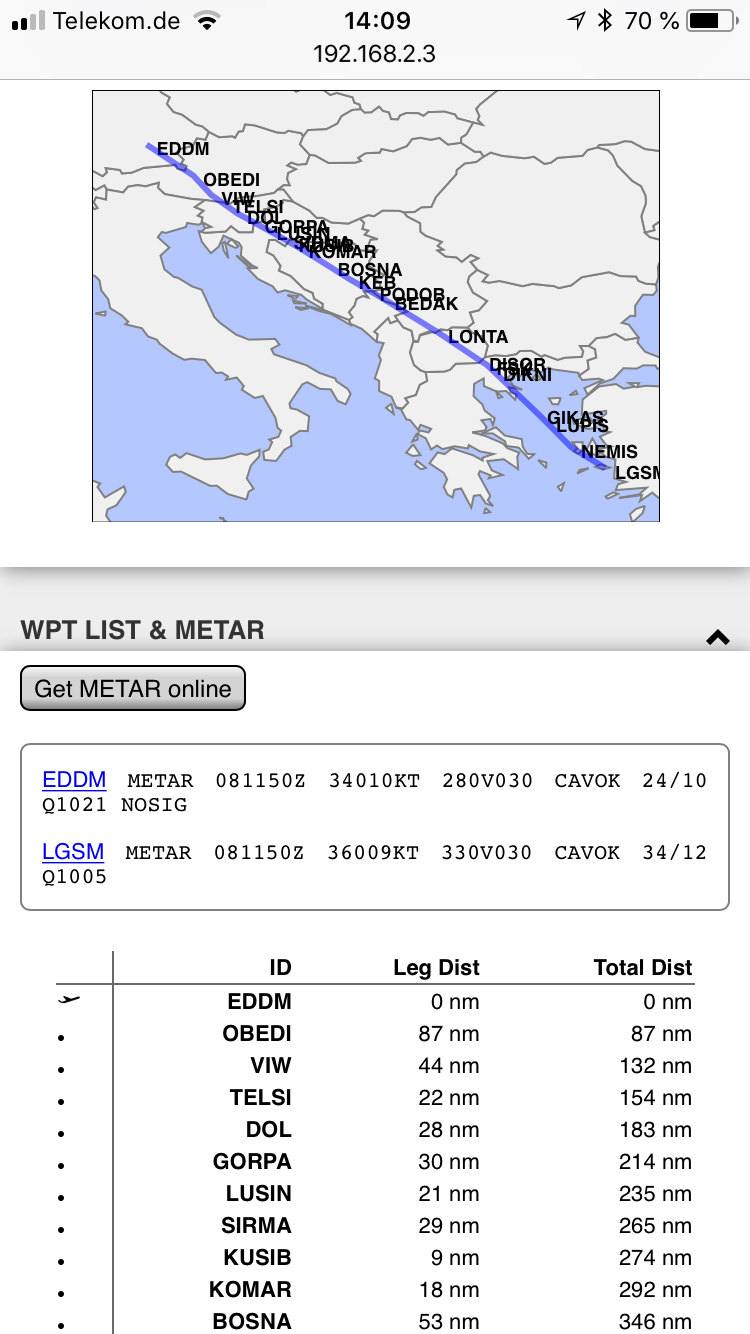 Telekom.de 14:09 70 %
192.168.2.3
EDDM
OBEDI
VIW
TELSI
DOL
GORPA
LUSIN
SIRMA
KUSIB
KOMAR
BOSNA
KEB
PODOR
BEDAK
LONTA
DISOR
DIKNI
GIKAS
LUPIS
NEMIS
LGSM
WPT LIST & METAR
Get METAR online
EDDM METAR 081150Z 34010KT 280V030 CAVOK 24/10
Q1021 NOSIG
LGSM METAR 081150Z 36009KT 330V030 CAVOK 34/12
Q1005
ID Leg Dist Total Dist
EDDM 0 nm 0 nm
OBEDI 87 nm 87 nm
VIW 44 nm 132 nm
TELSI 22 nm 154 nm
DOL 28 nm 183 nm
GORPA 30 nm 214 nm
LUSIN 21 nm 235 nm
SIRMA 29 nm 265 nm
KUSIB 9 nm 274 nm
KOMAR 18 nm 292 nm
BOSNA 53 nm 346 nm